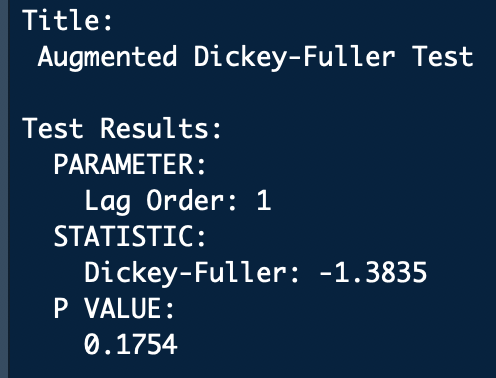 Title:
Augmented Dickey-Fuller Test
Test Results:
PARAMETER:
Lag Order: 1
STATISTIC:
Dickey-Fuller: -1.3835
P VALUE:
0.1754